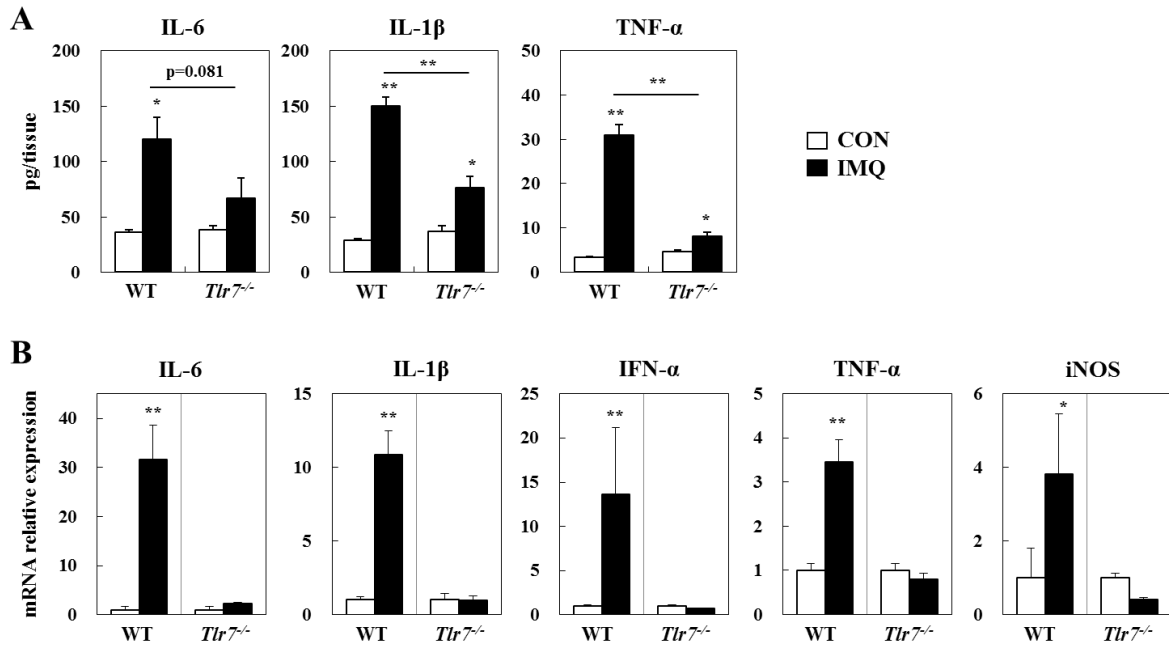 A
IL-6 IL-1β TNF-α
200 200 50
p=0.081 ** **
150 * 150 ** 40 **
100 100 * 30
50 50 20
0 0 10 *
0
pg/tissue
WT Tlr7-/- WT Tlr7-/- WT Tlr7-/-
CON
IMQ
B
IL-6 IL-1β IFN-α TNF-α iNOS
mRNA relative expression
40 15 25 5 6
** ** ** ** *
30 10 20 4 4
20 5 15 3 2
10 0 10 2 0
0 5 1
0 0
WT Tlr7-/- WT Tlr7-/- WT Tlr7-/- WT Tlr7-/- WT Tlr7-/-